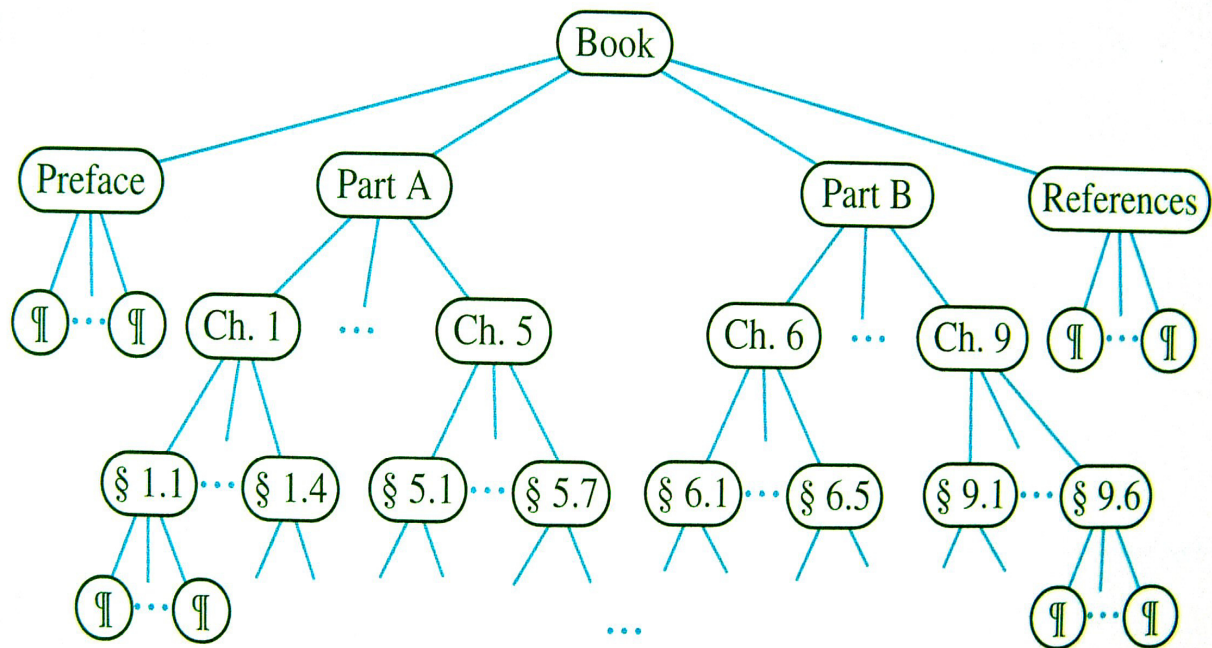 Book
Preface Part A Part B References
¶ ... ¶ Ch. 1 ... Ch. 5 Ch. 6 ... Ch. 9 ¶ ... ¶
§ 1.1 ... § 1.4 § 5.1 ... § 5.7 § 6.1 ... § 6.5 § 9.1 ... § 9.6
¶ ... ¶ ... ¶ ... ¶